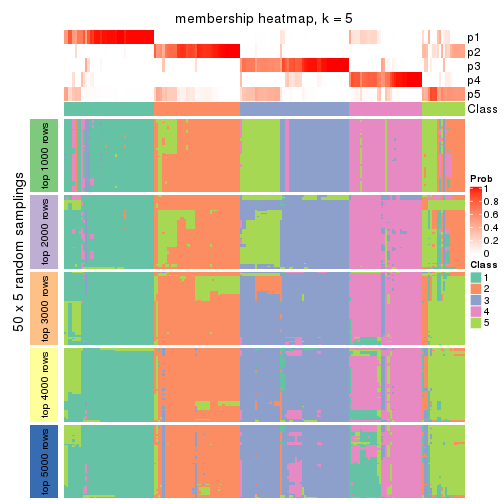 membership heatmap, k = 5
p1
p2
p3
p4
p5
Class
50 x 5 random samplings
top 1000 rows
top 2000 rows
top 3000 rows
top 4000 rows
top 5000 rows
Prob
1
0.8
0.6
0.4
0.2
0
Class
1
2
3
4
5